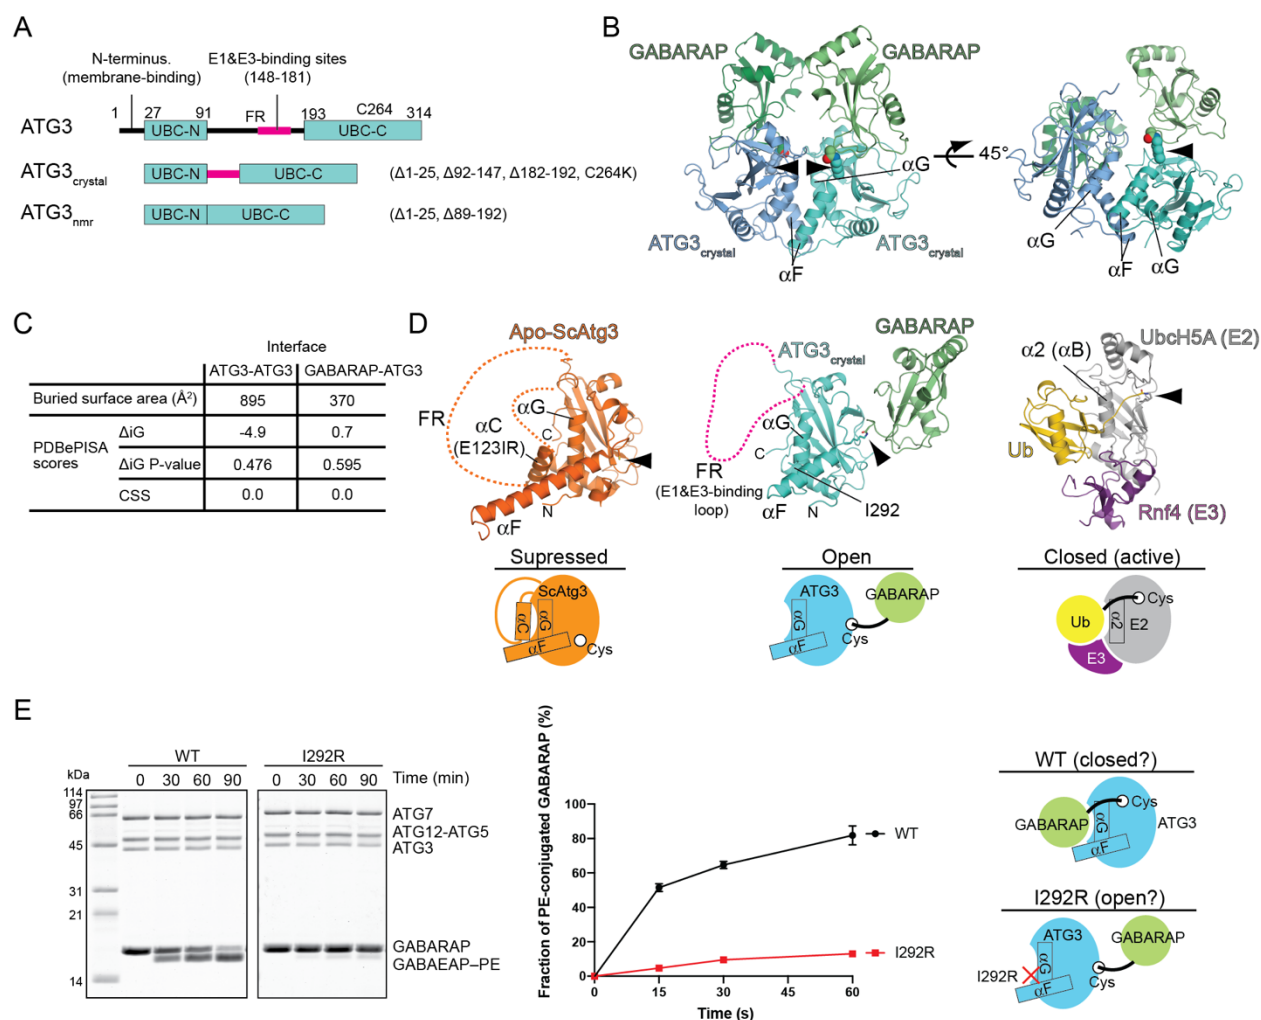 A
N-terminus.
(membrane-binding)
E1&E3-binding sites
(148-181)
1 27 91 FR 193 C264 314
ATG3 UBC-N UBC-C
ATG3crystal UBC-N UBC-C (Δ1-25, Δ92-147, Δ182-192, C264K)
ATG3nmr UBC-N UBC-C (Δ1-25, Δ89-192)
B
GABARAP GABARAP
αG 45°
ATG3crystal ATG3crystal
αF
αG
αF αG
C
Interface
ATG3-ATG3 GABARAP-ATG3
Buried surface area (Å²) 895 370
PDBePISA scores
ΔiG -4.9 0.7
ΔiG P-value 0.476 0.595
CSS 0.0 0.0
D
Apo-ScAtg3
FR
αC
(E123IR)
αG
C
N
αF
Supressed
ScAtg3
αC
αG
αF
Cys
GABARAP
ATG3crystal
αG
C
FR
(E1&E3-binding
loop)
I292
αF N
Open
ATG3
GABARAP
αG
αF
Cys
UbcH5A (E2)
α2 (αB)
Ub
Rnf4 (E3)
Closed (active)
Cys
Ub
α2
E2
E3
E
WT I292R
kDa 0 30 60 90 0 30 60 90 Time (min)
114
97
66
45
31
21
14
ATG7
ATG12-ATG5
ATG3
GABARAP
GABAEAP–PE
Fraction of PE-conjugated GABARAP (%)
100
80
60
40
20
0
0 15 30 45 60
Time (s)
WT
I292R
WT (closed?)
Cys
GABARAP
αG
ATG3
αF
I292R (open?)
ATG3
GABARAP
I292R
αG
αF
Cys